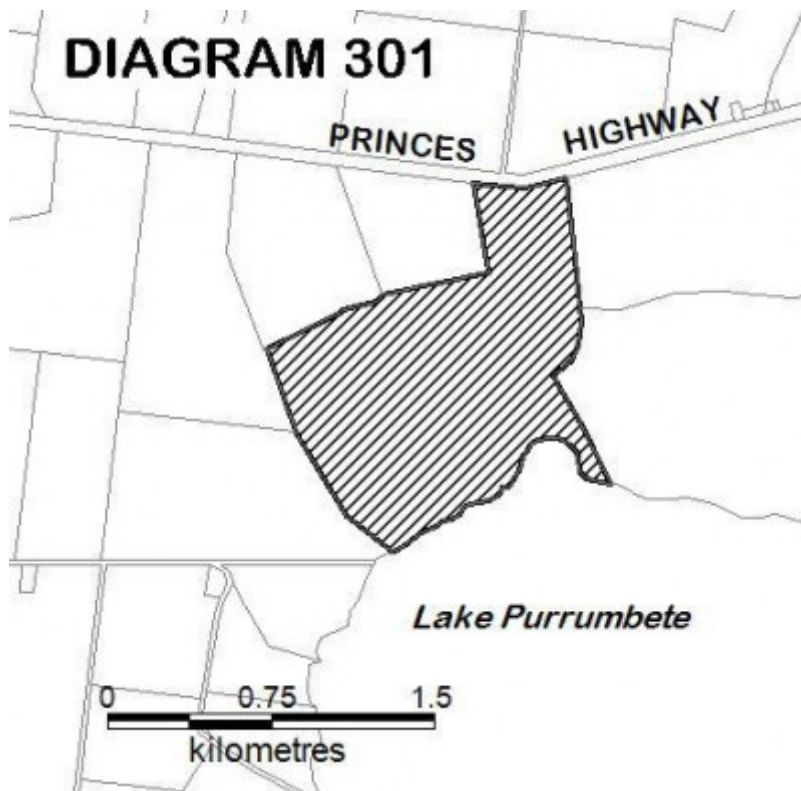 DIAGRAM 301
PRINCES HIGHWAY
Lake Purrumbete
0 0.75 1.5
kilometres